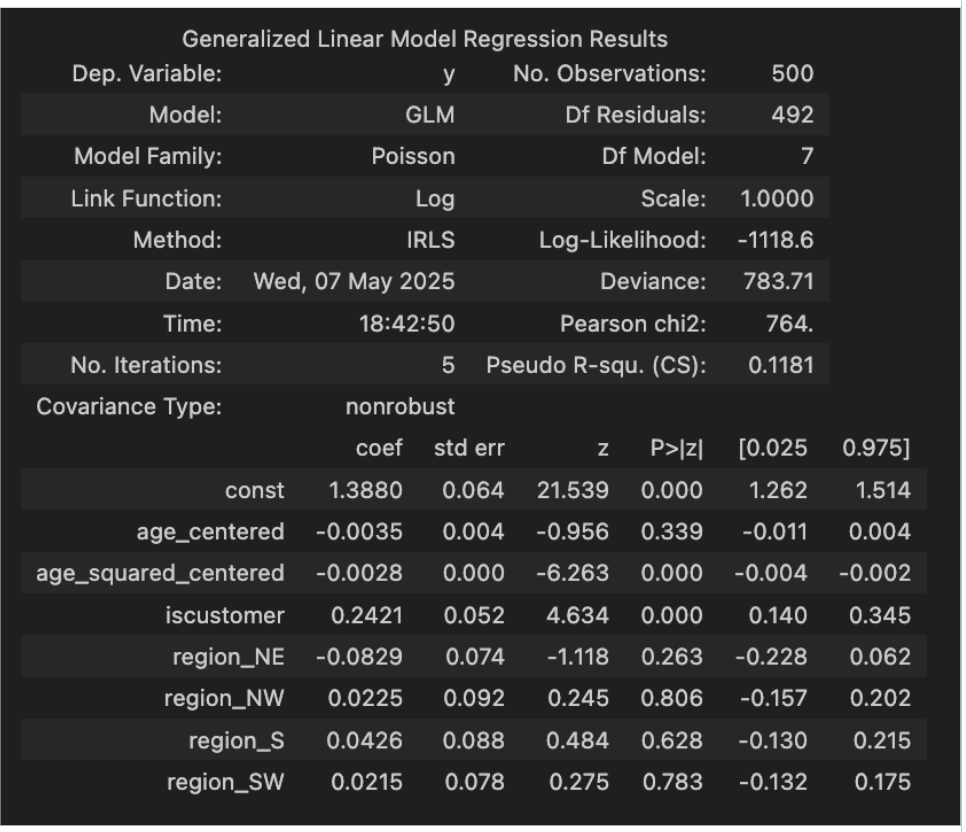 Generalized Linear Model Regression Results
Dep. Variable: y No. Observations: 500
Model: GLM Df Residuals: 492
Model Family: Poisson Df Model: 7
Link Function: Log Scale: 1.0000
Method: IRLS Log-Likelihood: -1118.6
Date: Wed, 07 May 2025 Deviance: 783.71
Time: 18:42:50 Pearson chi2: 764.
No. Iterations: 5 Pseudo R-squ. (CS): 0.1181
Covariance Type: nonrobust
coef std err z P>|z| [0.025 0.975]
const 1.3880 0.064 21.539 0.000 1.262 1.514
age_centered -0.0035 0.004 -0.956 0.339 -0.011 0.004
age_squared_centered -0.0028 0.000 -6.263 0.000 -0.004 -0.002
iscustomer 0.2421 0.052 4.634 0.000 0.140 0.345
region_NE -0.0829 0.074 -1.118 0.263 -0.228 0.062
region_NW 0.0225 0.092 0.245 0.806 -0.157 0.202
region_S 0.0426 0.088 0.484 0.628 -0.130 0.215
region_SW 0.0215 0.078 0.275 0.783 -0.132 0.175